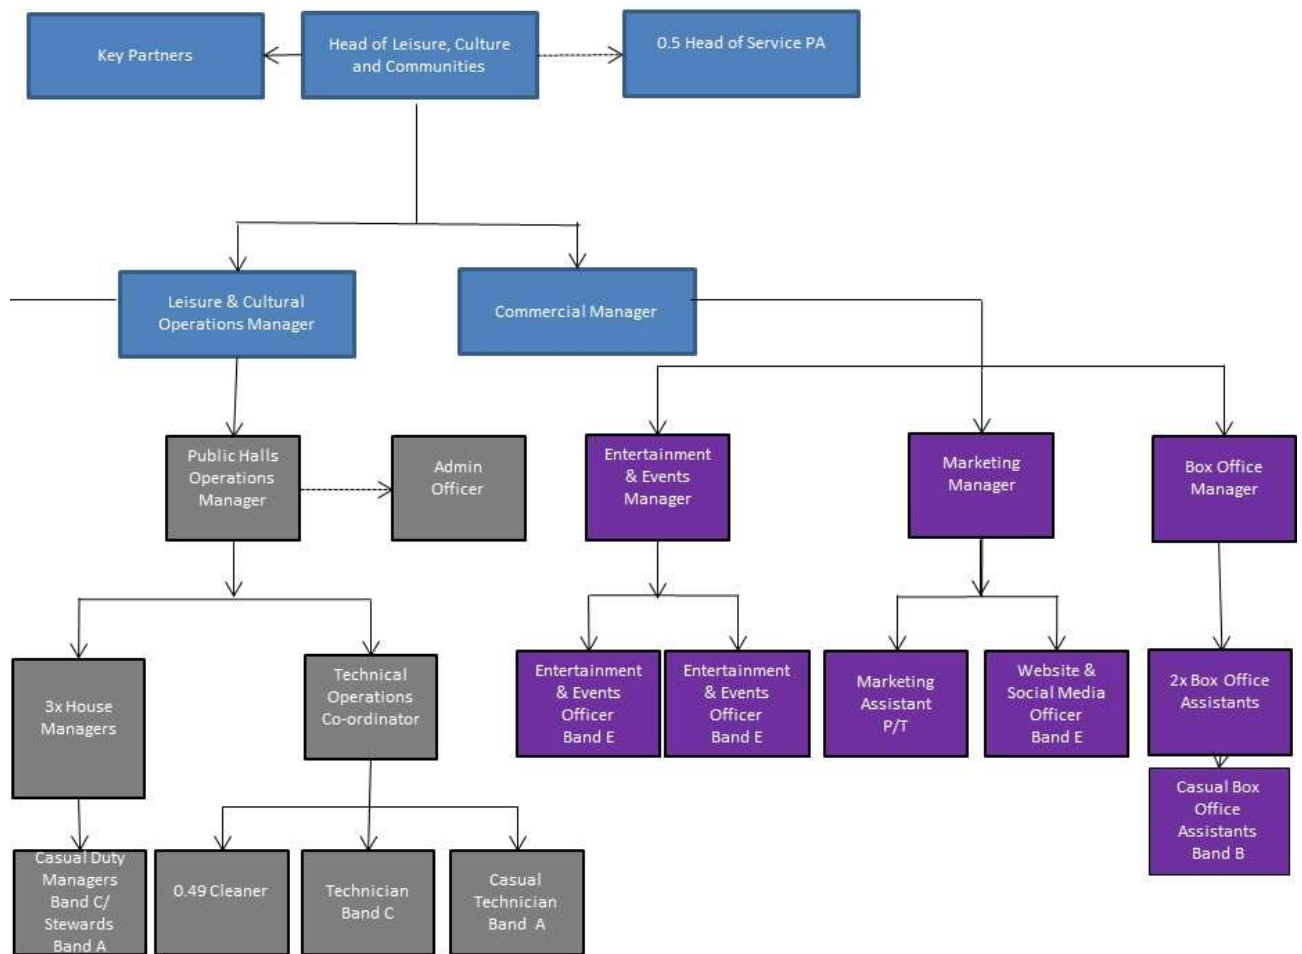 Key Partners
Head of Leisure, Culture
and Communities
0.5 Head of Service PA
Leisure & Cultural
Operations Manager
Commercial Manager
Public Halls
Operations
Manager
Admin
Officer
Entertainment
& Events
Manager
Marketing
Manager
Box Office
Manager
3x House
Managers
Technical
Operations
Co-ordinator
Entertainment
& Events
Officer
Band E
Entertainment
& Events
Officer
Band E
Marketing
Assistant
P/T
Website &
Social Media
Officer
Band E
2x Box Office
Assistants
Casual Duty
Managers
Band C/
Stewards
Band A
0.49 Cleaner
Technician
Band C
Casual
Technician
Band  A
Casual Box
Office
Assistants
Band B